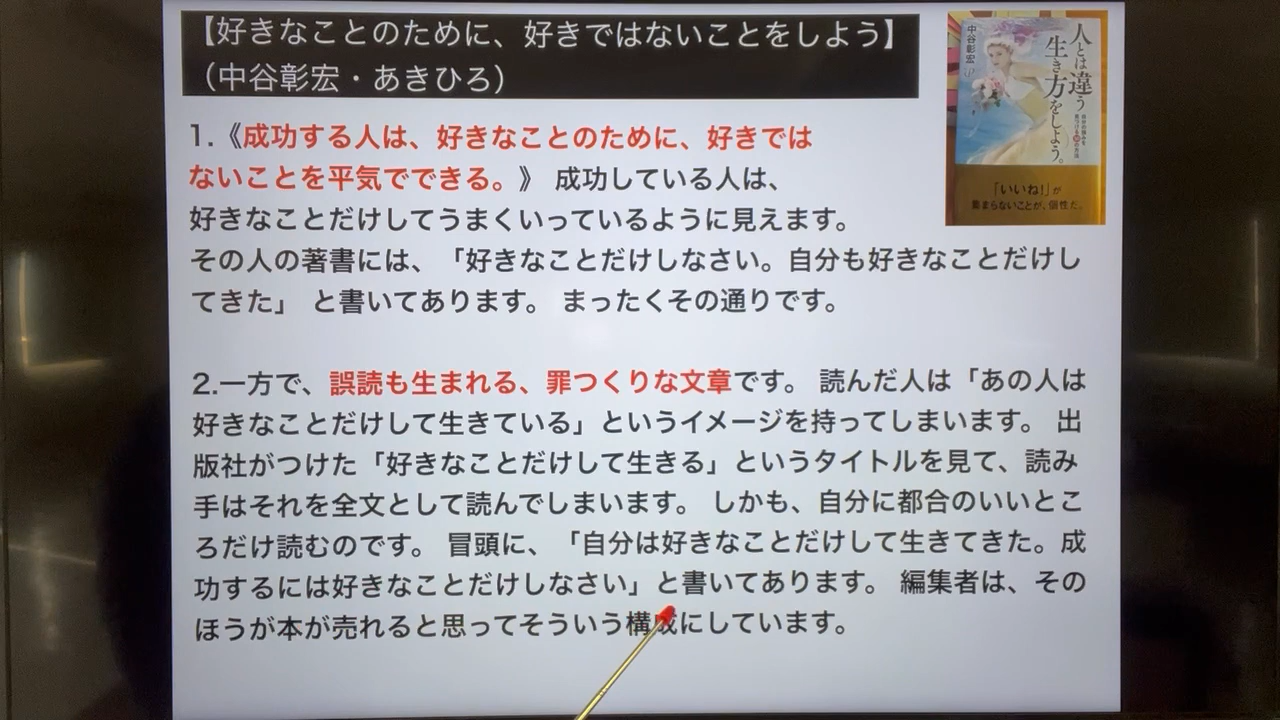 【好きなことのために、好きではないことをしよう】
（中谷彰宏・あきひろ）
1.《成功する人は、好きなことのために、好きでは
ないことを平気でできる。》 成功している人は、
好きなことだけしてうまくいっているように見えます。
その人の著書には、「好きなことだけしなさい。自分も好きなことだけし
てきた」 と書いてあります。 まったくその通りです。
2.一方で、誤読も生まれる、罪つくりな文章です。 読んだ人は「あの人は
好きなことだけして生きている」というイメージを持ってしまいます。 出
版社がつけた「好きなことだけして生きる」というタイトルを見て、読み
手はそれを全文として読んでしまいます。 しかも、自分に都合のいいとこ
ろだけ読むのです。 冒頭に、「自分は好きなことだけして生きてきた。成
功するには好きなことだけしなさい」と書いてあります。 編集者は、その
ほうが本が売れると思ってそういう構成にしています。
人とは違う
生き方をしよう。
中谷彰宏
「いいね!」が
集まらないことが、個性だ。